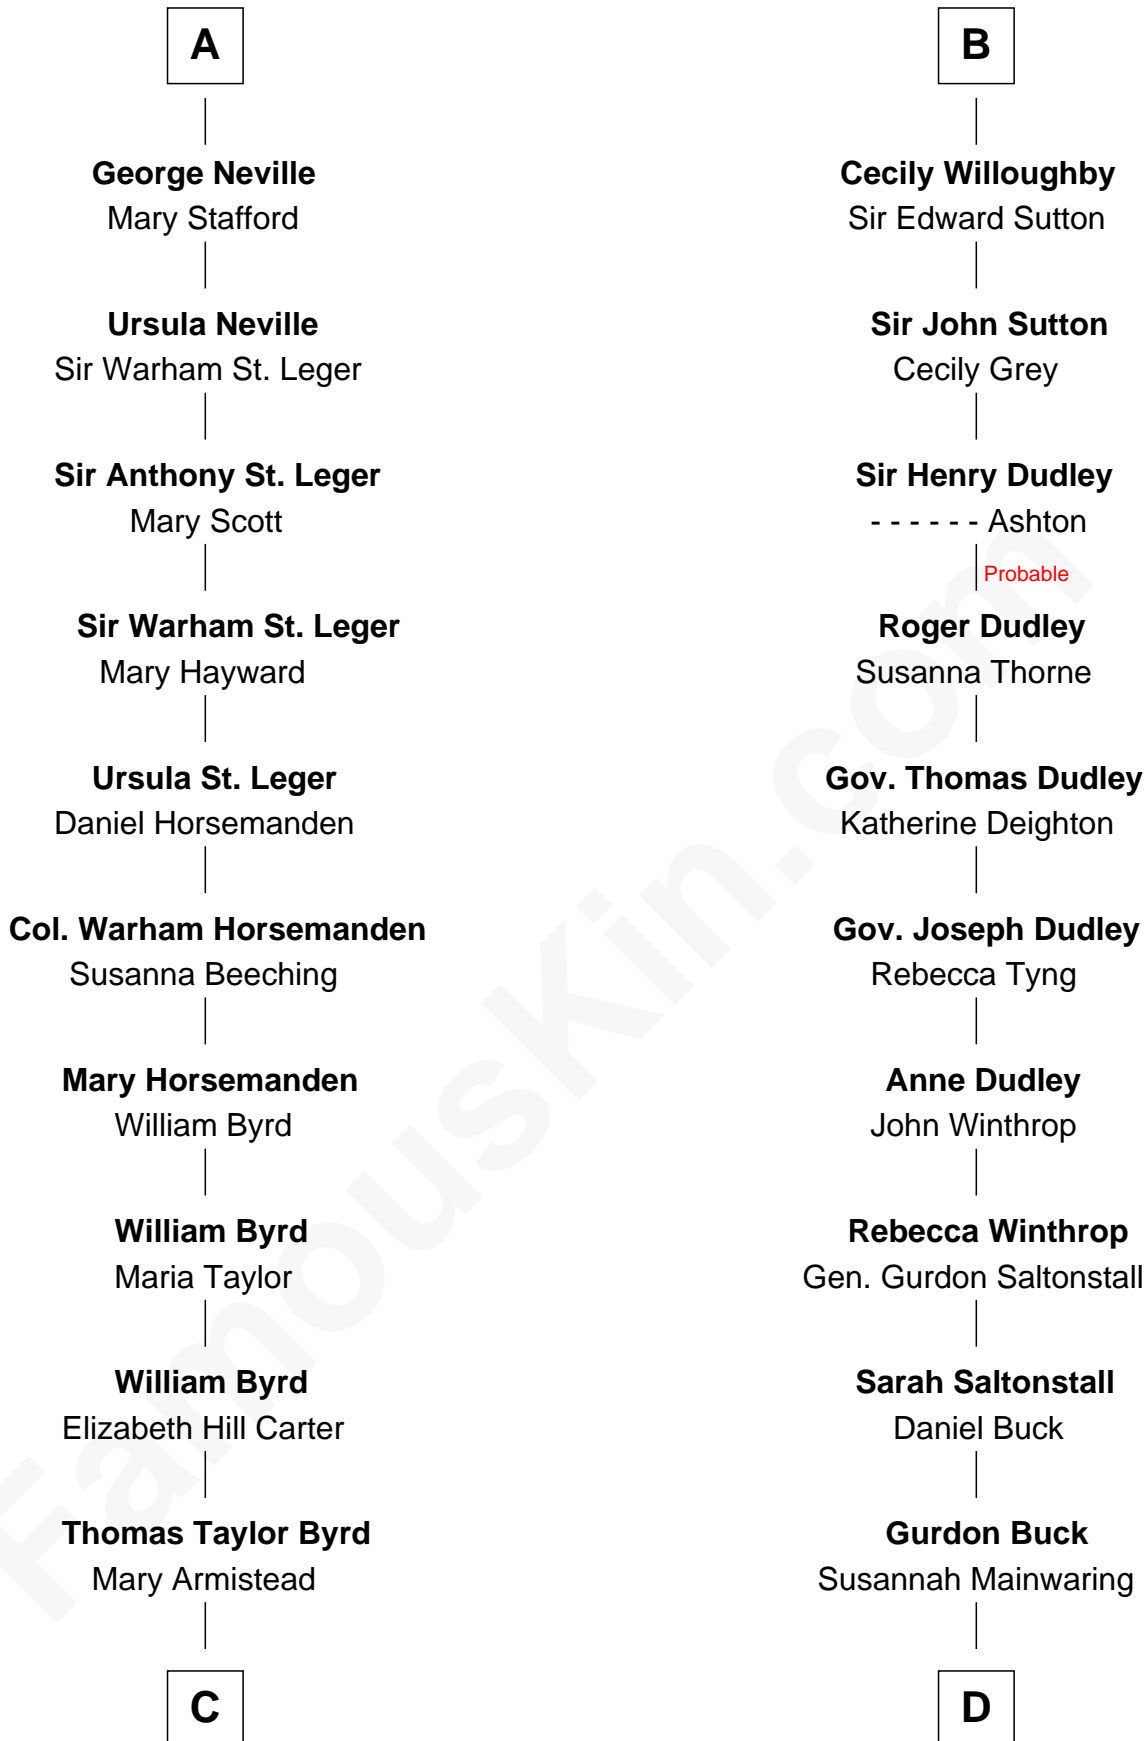 A
George Neville
Mary Stafford
Ursula Neville
Sir Warham St. Leger
Sir Anthony St. Leger
Mary Scott
Sir Warham St. Leger
Mary Hayward
Ursula St. Leger
Daniel Horsemanden
Col. Warham Horsemanden
Susanna Beeching
Mary Horsemanden
William Byrd
William Byrd
Maria Taylor
William Byrd
Elizabeth Hill Carter
Thomas Taylor Byrd
Mary Armistead
C
B
Cecily Willoughby
Sir Edward Sutton
Sir John Sutton
Cecily Grey
Sir Henry Dudley
- - - - - - Ashton
Probable
Roger Dudley
Susanna Thorne
Gov. Thomas Dudley
Katherine Deighton
Gov. Joseph Dudley
Rebecca Tyng
Anne Dudley
John Winthrop
Rebecca Winthrop
Gen. Gurdon Saltonstall
Sarah Saltonstall
Daniel Buck
Gurdon Buck
Susannah Mainwaring
D
FamousKin.com